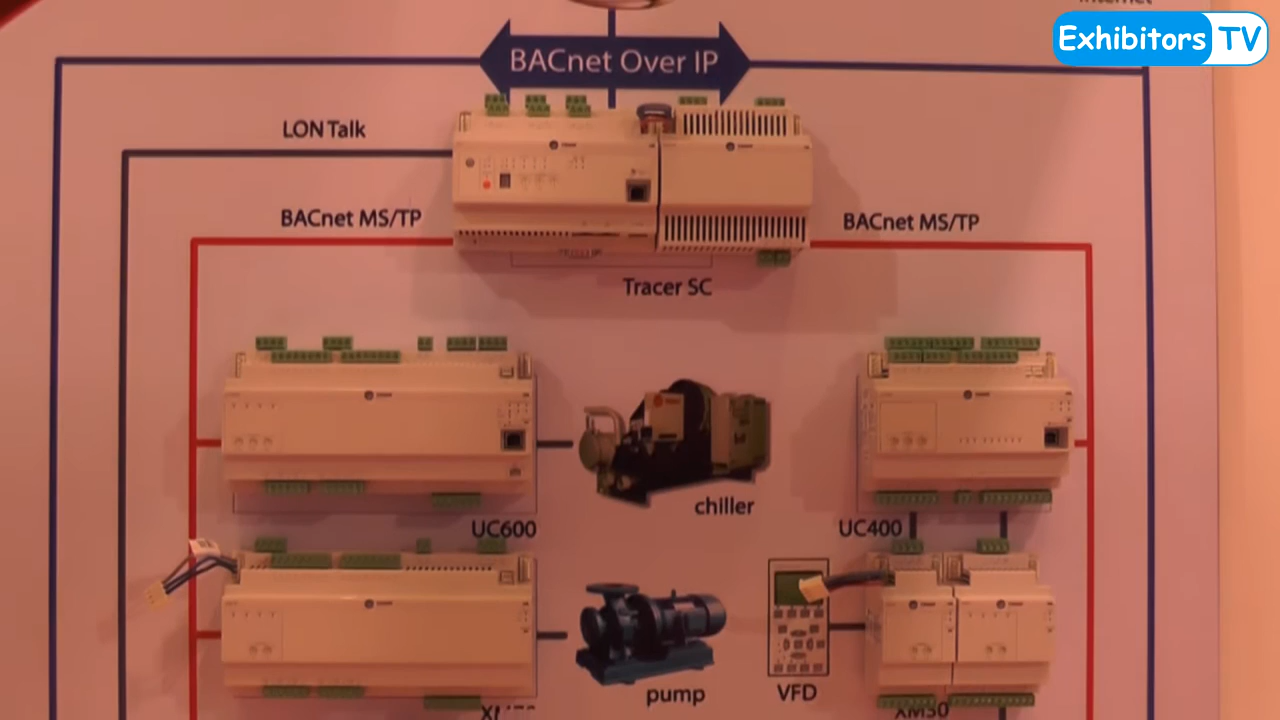 Exhibitors TV
BACnet Over IP
LON Talk
BACnet MS/TP
BACnet MS/TP
Tracer SC
chiller
UC600
UC400
pump
VFD
XM30